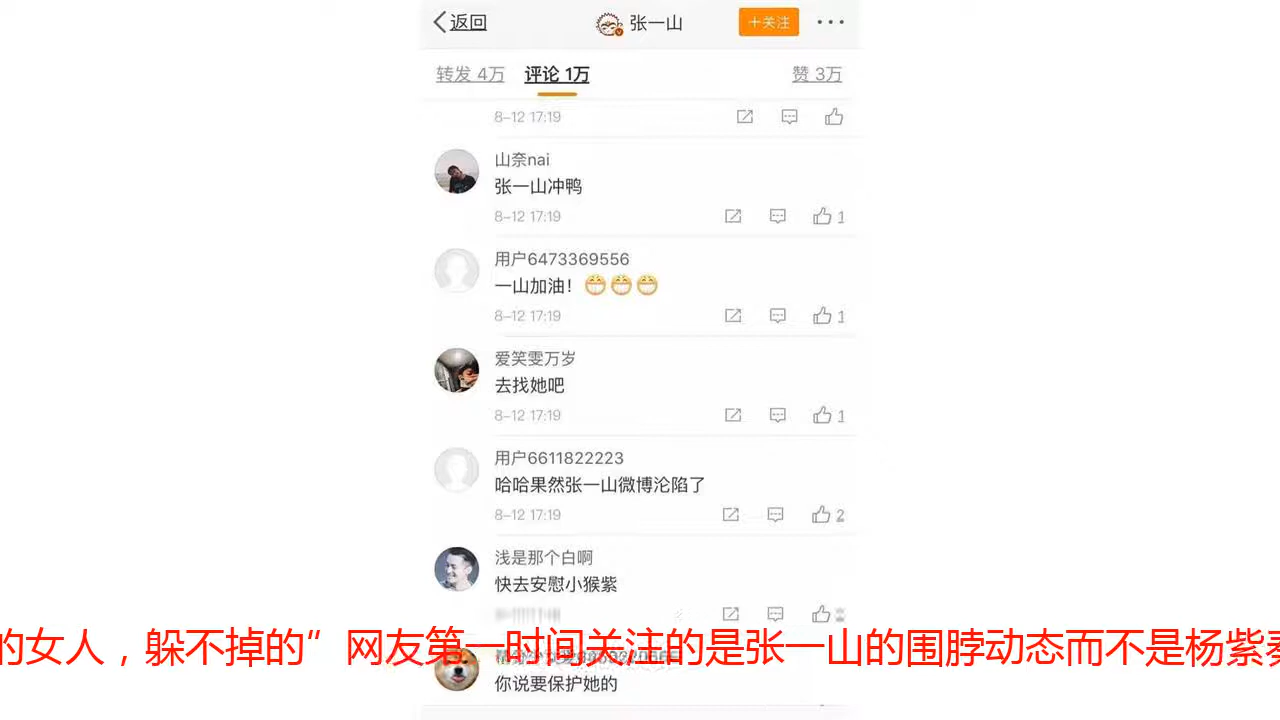 返回
张一山
+关注
转发 4万
评论 1万
赞 3万
8-12 17:19
山奈nai
张一山冲鸭
8-12 17:19
1
用户6473369556
一山加油！😁😁😁
8-12 17:19
1
爱笑雯万岁
去找她吧
8-12 17:19
1
用户6611822223
哈哈果然张一山微博沦陷了
8-12 17:19
2
浅是那个白啊
快去安慰小猴紫
的女人，躲不掉的”网友第一时间关注的是张一山的围脖动态而不是杨紫
你说要保护她的